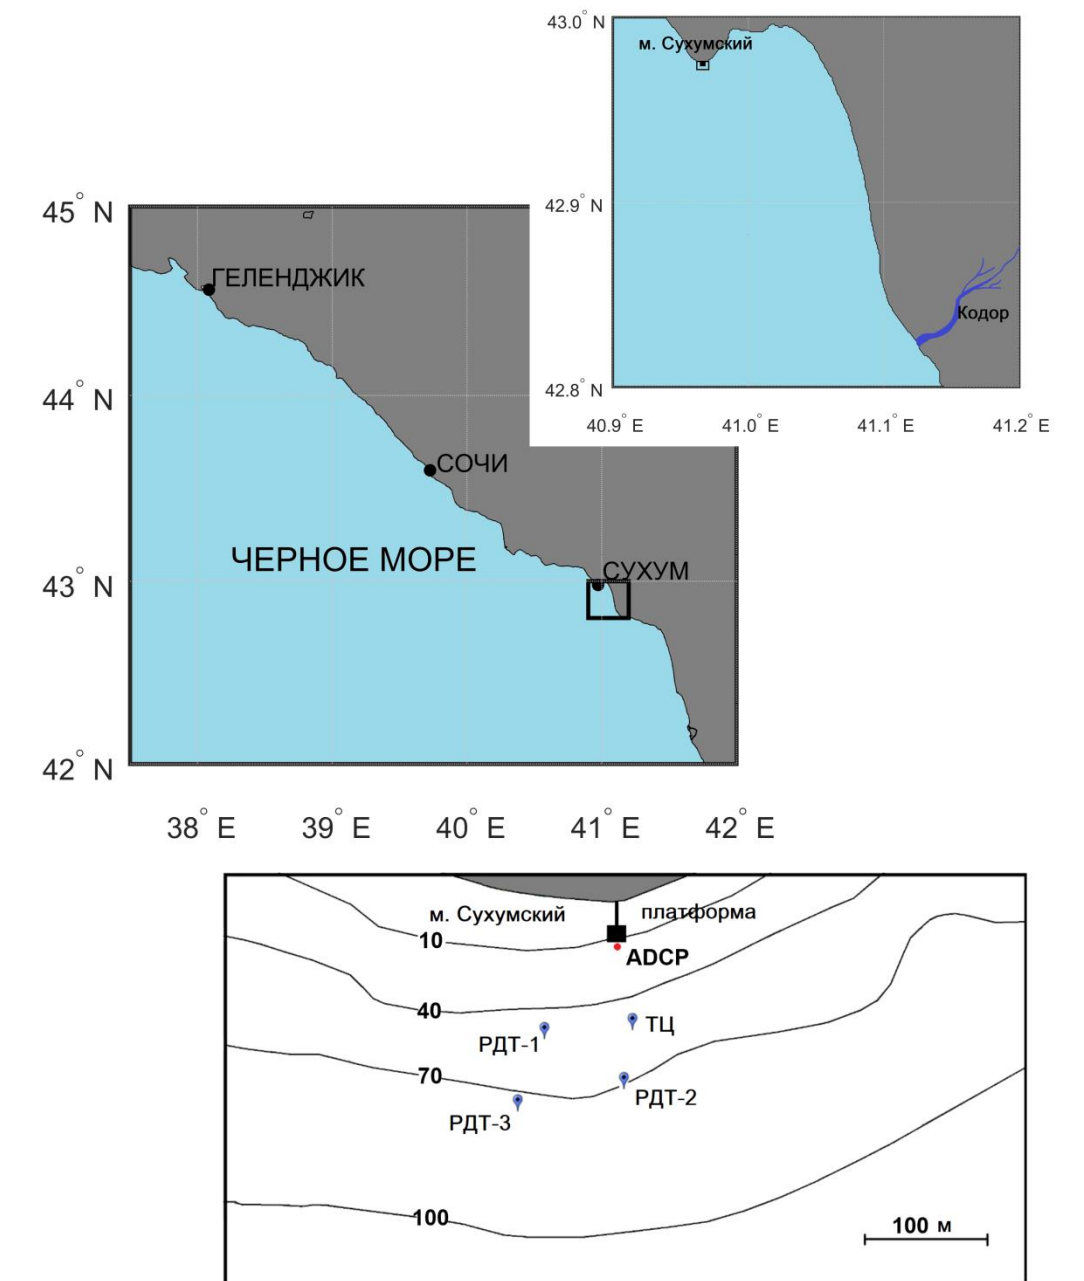 43.0° N
м. Сухумский
42.9° N
Кодор
42.8° N
40.9° E 41.0° E 41.1° E 41.2° E
45° N
ГЕЛЕНДЖИК
44° N
СОЧИ
ЧЕРНОЕ МОРЕ
СУХУМ
43° N
42° N
38° E 39° E 40° E 41° E 42° E
м. Сухумский
платформа
10
ADCP
40
ТЦ
РДТ-1
70
РДТ-2
РДТ-3
100
100 м